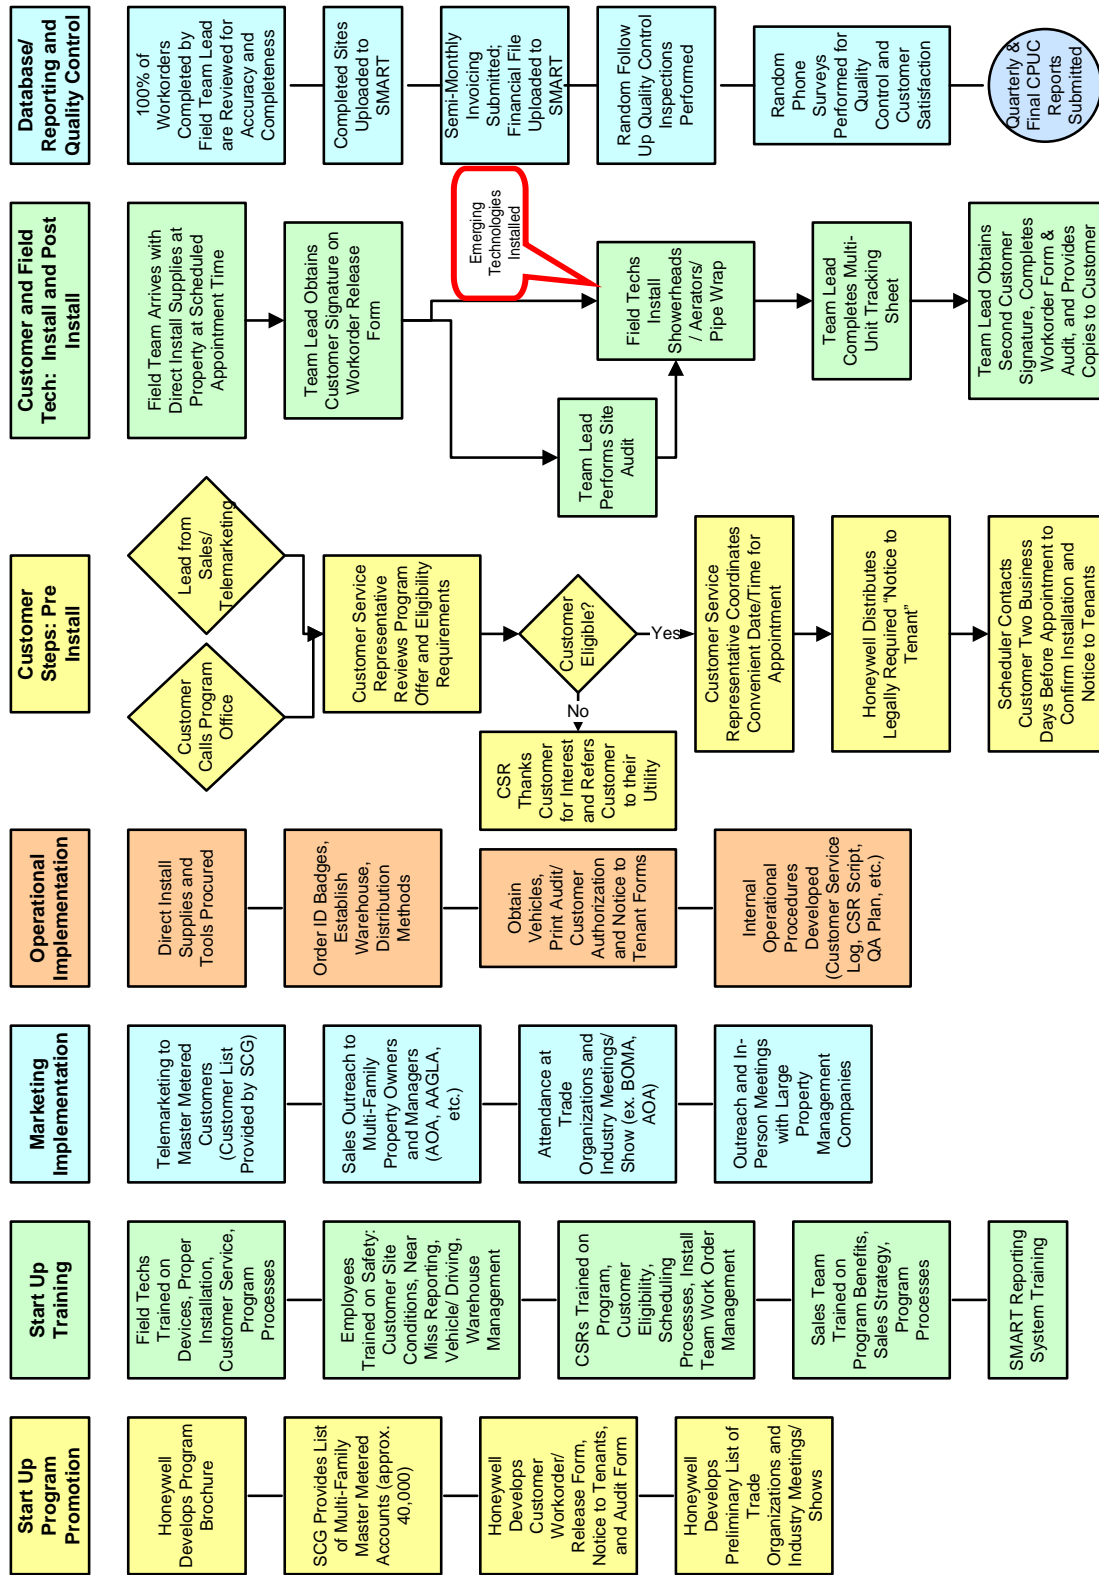 Start Up
Program
Promotion
Honeywell
Develops Program
Brochure
SCG Provides List
of Multi-Family
Master Metered
Accounts (approx.
40,000)
Honeywell
Develops
Customer
Workorder/
Release Form,
Notice to Tenants,
and Audit Form
Honeywell
Develops
Preliminary List of
Trade
Organizations and
Industry Meetings/
Shows
Start Up
Training
Field Techs
Trained on
Devices, Proper
Installation,
Customer Service,
Program
Processes
Employees
Trained on Safety:
Customer Site
Conditions, Near
Miss Reporting,
Vehicle/ Driving,
Warehouse
Management
CSRs Trained on
Program,
Customer
Eligibility,
Scheduling
Processes, Install
Team Work Order
Management
Sales Team
Trained on
Program Benefits,
Sales Strategy,
Program
Processes
SMART Reporting
System Training
Marketing
Implementation
Telemarketing to
Master Metered
Customers
(Customer List
Provided by SCG)
Sales Outreach to
Multi-Family
Property Owners
and Managers
(AOA, AAGLA,
etc.)
Attendance at
Trade
Organizations and
Industry Meetings/
Show (ex. BOMA,
AOA)
Outreach and In-
Person Meetings
with Large
Property
Management
Companies
Operational
Implementation
Direct Install
Supplies and
Tools Procured
Order ID Badges,
Establish
Warehouse,
Distribution
Methods
Obtain
Vehicles,
Print Audit/
Customer
Authorization
and Notice to
Tenant Forms
Internal
Operational
Procedures
Developed
(Customer Service
Log, CSR Script,
QA Plan, etc.)
Customer
Steps: Pre
Install
Customer
Calls Program
Office
Lead from
Sales/
Telemarketing
Customer Service
Representative
Reviews Program
Offer and Eligibility
Requirements
Customer
Eligible?
No
Yes
CSR
Thanks
Customer
for Interest
and Refers
Customer
to their
Utility
Customer Service
Representative Coordinates
Convenient Date/Time for
Appointment
Honeywell Distributes
Legally Required “Notice to
Tenant”
Scheduler Contacts
Customer Two Business
Days Before Appointment to
Confirm Installation and
Notice to Tenants
Customer and Field
Tech: Install and Post
Install
Field Team Arrives with
Direct Install Supplies at
Property at Scheduled
Appointment Time
Team Lead Obtains
Customer Signature on
Workorder Release
Form
Team Lead
Performs Site
Audit
Emerging
Technologies
Installed
Field Techs
Install
Showerheads
/ Aerators/
Pipe Wrap
Team Lead
Completes Multi-
Unit Tracking
Sheet
Team Lead Obtains
Second Customer
Signature, Completes
Workorder Form &
Audit, and Provides
Copies to Customer
Database/
Reporting and
Quality Control
100% of
Workorders
Completed by
Field Team Lead
are Reviewed for
Accuracy and
Completeness
Completed Sites
Uploaded to
SMART
Semi-Monthly
Invoicing
Submitted;
Financial File
Uploaded to
SMART
Random Follow
Up Quality Control
Inspections
Performed
Random
Phone
Surveys
Performed for
Quality
Control and
Customer
Satisfaction
Quarterly &
Final CPUC
Reports
Submitted